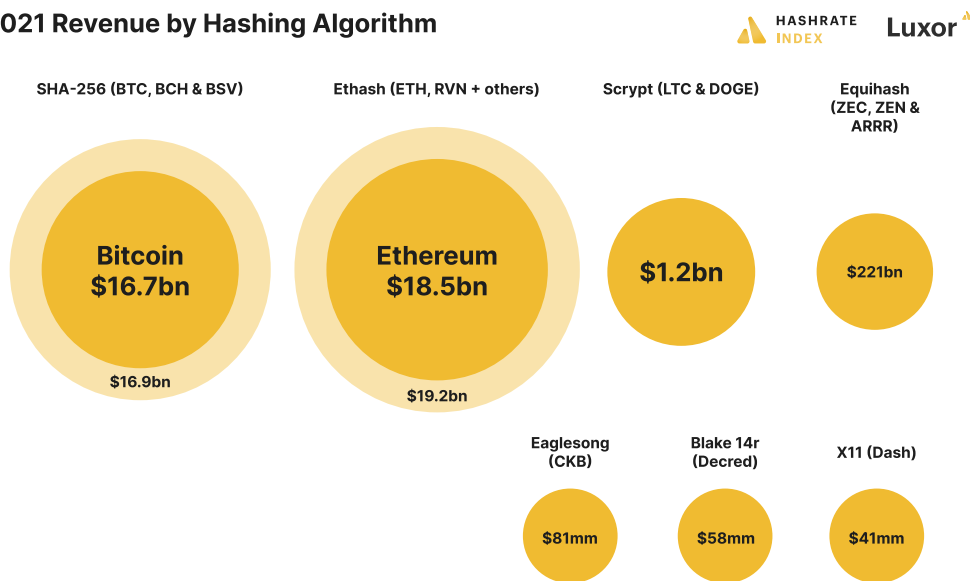 021 Revenue by Hashing Algorithm
HASHRATE
INDEX
Luxor
SHA-256 (BTC, BCH & BSV)
Ethash (ETH, RVN + others)
Scrypt (LTC & DOGE)
Equihash
(ZEC, ZEN &
ARRR)
Bitcoin
$16.7bn
$16.9bn
Ethereum
$18.5bn
$19.2bn
$1.2bn
$221bn
Eaglesong
(CKB)
Blake 14r
(Decred)
X11 (Dash)
$81mm
$58mm
$41mm